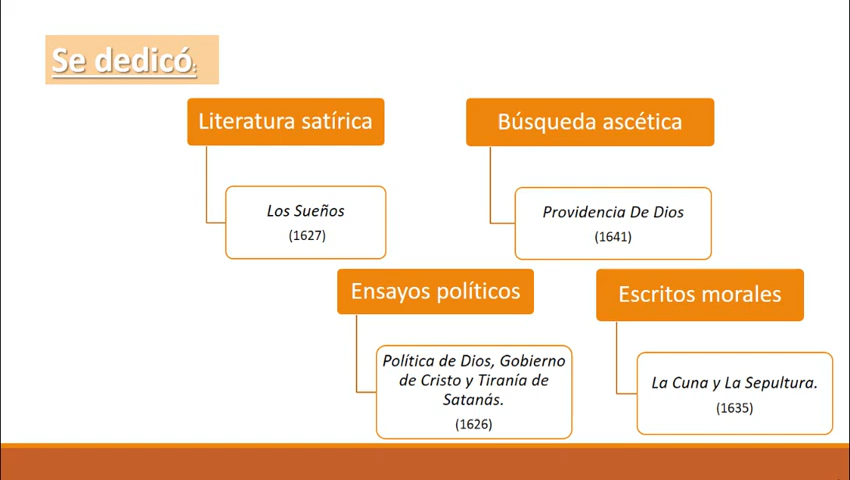 Se dedicó:
Literatura satírica
Los Sueños
(1627)
Búsqueda ascética
Providencia De Dios
(1641)
Ensayos políticos
Política de Dios, Gobierno
de Cristo y Tiranía de
Satanás.
(1626)
Escritos morales
La Cuna y La Sepultura.
(1635)